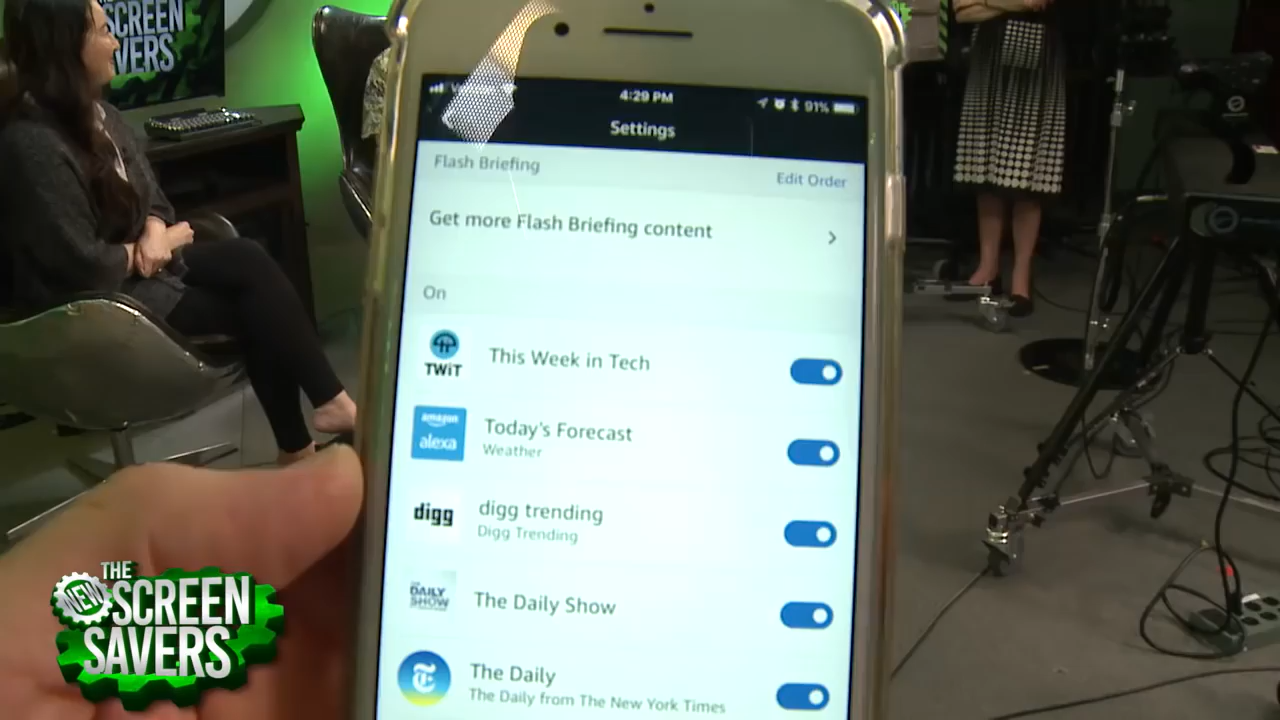 SCREEN
SAVERS
4:29 PM
91%
Settings
Flash Briefing
Edit Order
Get more Flash Briefing content
On
TWiT
This Week in Tech
amazon
alexa
Today's Forecast
Weather
digg
digg trending
Digg Trending
THE
DAILY
SHOW
The Daily Show
The Daily
The Daily from The New York Times
THE
NEW
SCREEN
SAVERS